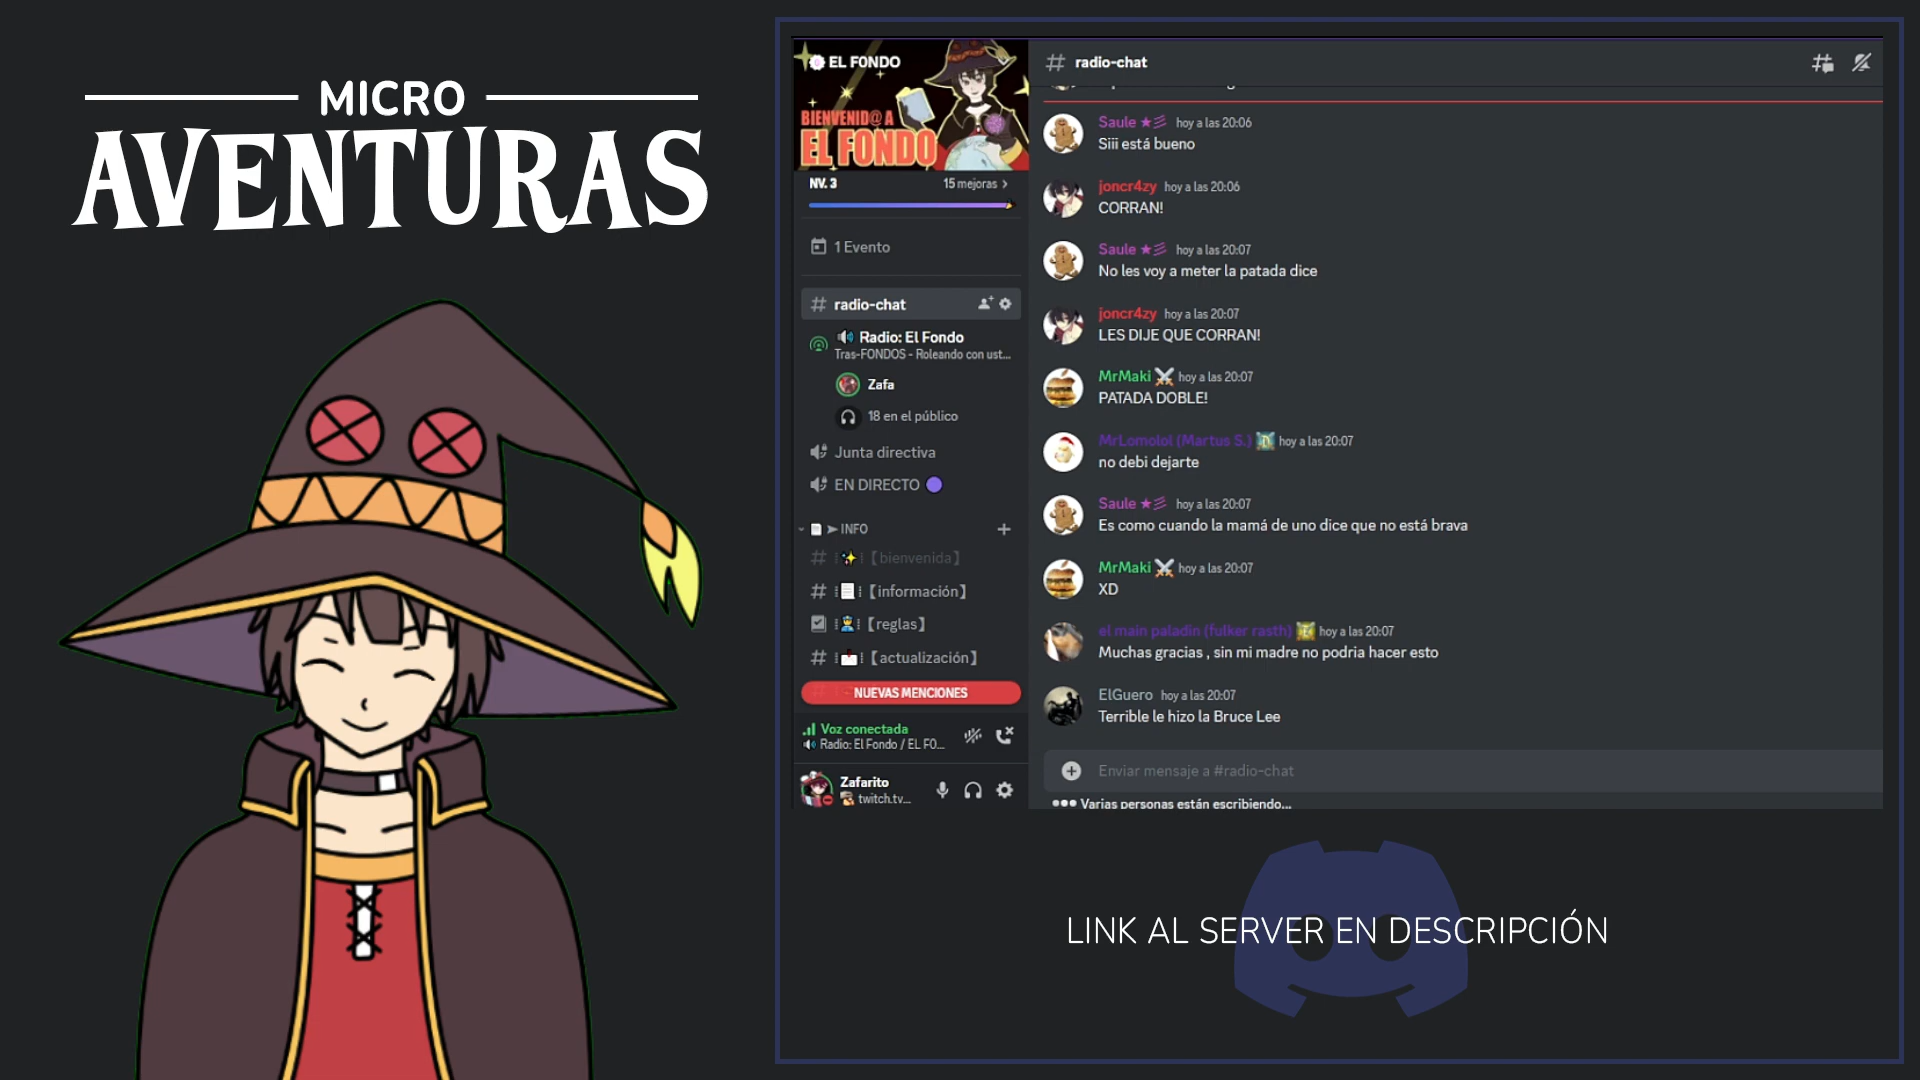 MICRO
AVENTURAS
EL FONDO
BIENVENID@ A
EL FONDO
NV. 3
15 mejoras
1 Evento
radio-chat
Radio: El Fondo
Tras-FONDOS - Roleando con ust...
Zafa
18 en el público
Junta directiva
EN DIRECTO
➤ INFO
【bienvenida】
【información】
【reglas】
【actualización】
NUEVAS MENCIONES
Voz conectada
Radio: El Fondo / EL FO...
Zafarito
twitch.tv...
radio-chat
Saule ★彡 hoy a las 20:06
Siii está bueno
joncr4zy hoy a las 20:06
CORRAN!
Saule ★彡 hoy a las 20:07
No les voy a meter la patada dice
joncr4zy hoy a las 20:07
LES DIJE QUE CORRAN!
MrMaki ⚔ hoy a las 20:07
PATADA DOBLE!
MrLomolol (Martus S.) hoy a las 20:07
no debi dejarte
Saule ★彡 hoy a las 20:07
Es como cuando la mamá de uno dice que no está brava
MrMaki ⚔ hoy a las 20:07
XD
el main paladin (fulker rasth) hoy a las 20:07
Muchas gracias , sin mi madre no podria hacer esto
ElGuero hoy a las 20:07
Terrible le hizo la Bruce Lee
Enviar mensaje a #radio-chat
Varias personas están escribiendo...
LINK AL SERVER EN DESCRIPCIÓN